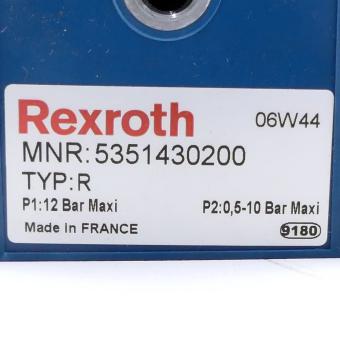 Rexroth 06W44
MNR: 5351430200
TYP: R
P1:12 Bar Maxi P2:0,5-10 Bar Maxi
Made In FRANCE 9180